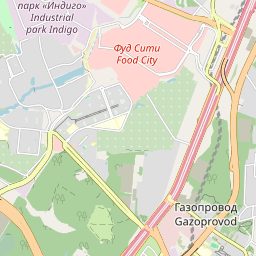 парк «Индиго»
Industrial
park Indigo
Фуд Сити
Food City
Газопровод
Gazoprovod